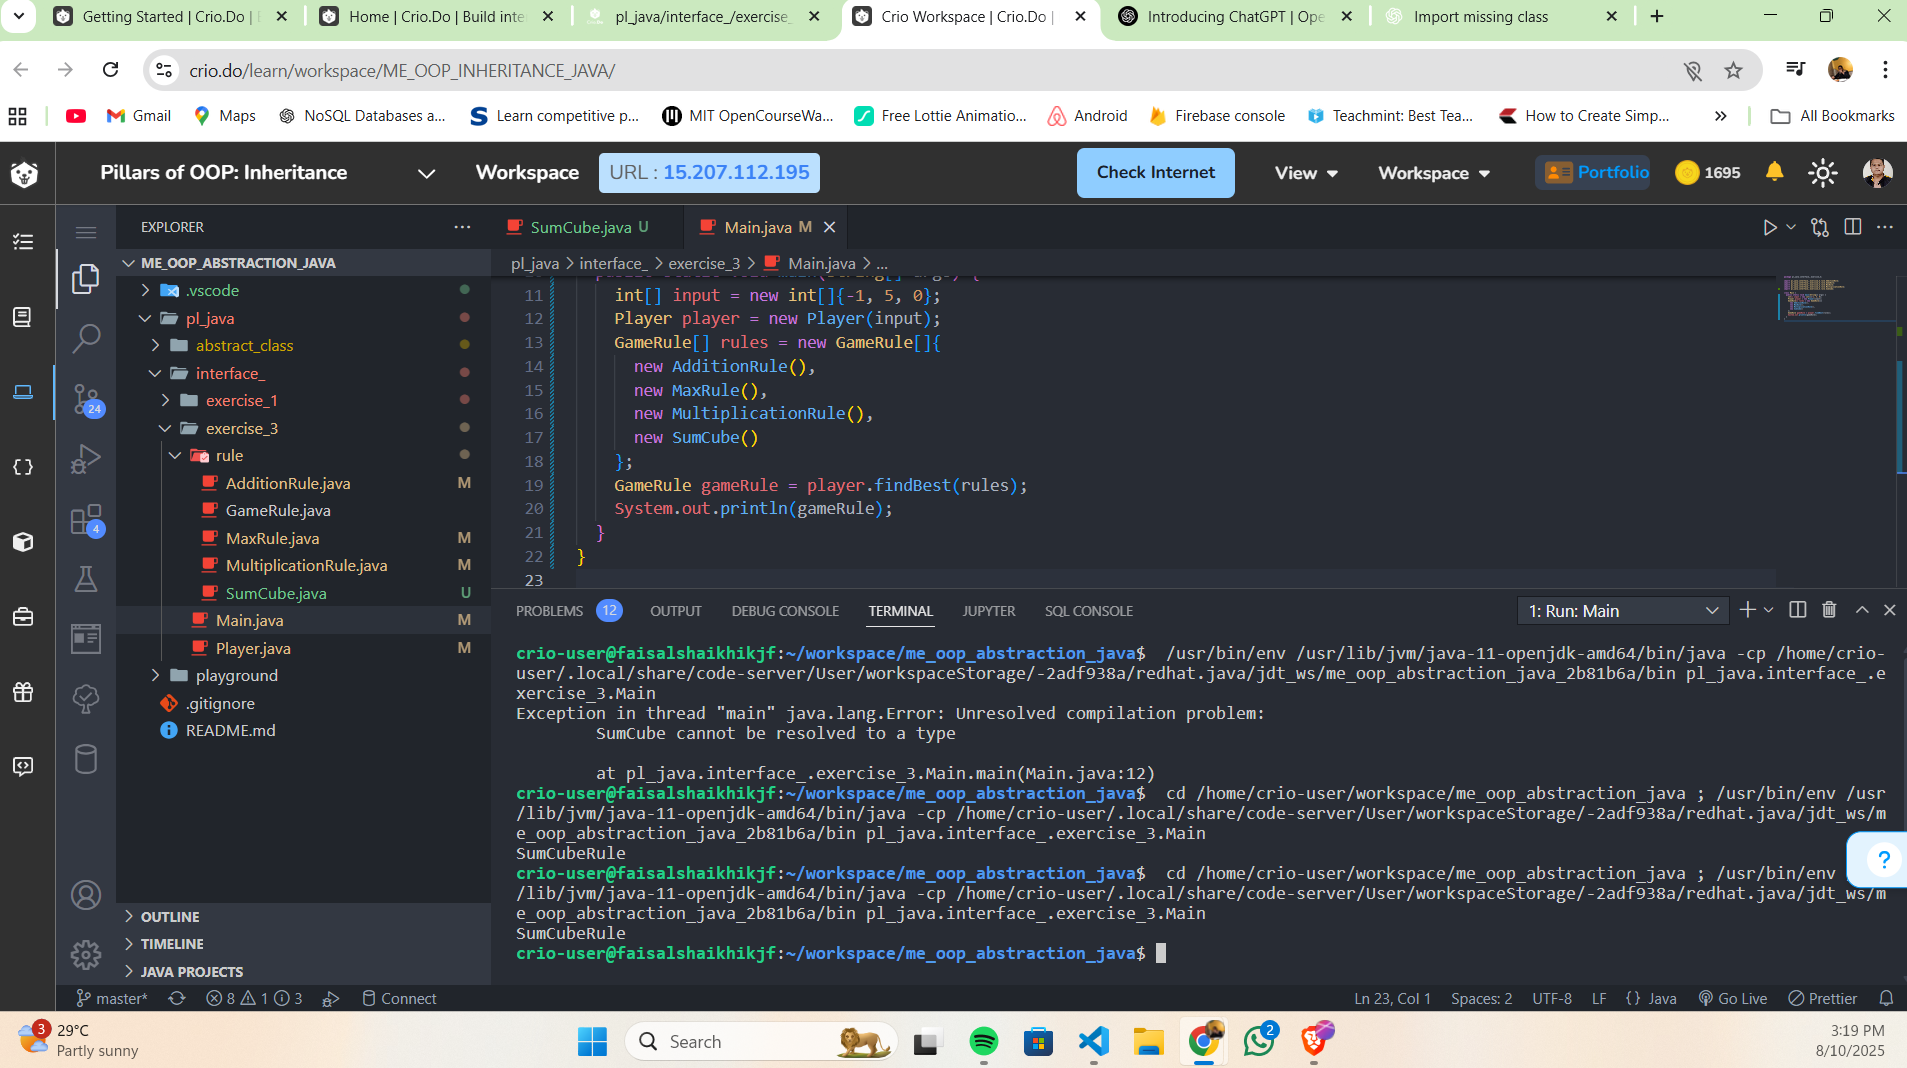 Getting Started | Crio.Do |
Home | Crio.Do | Build inte
pl_java/interface_/exercise_
Crio Workspace | Crio.Do |
Introducing ChatGPT | Ope
Import missing class
crio.do/learn/workspace/ME_OOP_INHERITANCE_JAVA/
Gmail
Maps
NoSQL Databases a...
Learn competitive p...
MIT OpenCourseWa...
Free Lottie Animatio...
Android
Firebase console
Teachmint: Best Tea...
How to Create Simp...
All Bookmarks
Pillars of OOP: Inheritance
Workspace
URL : 15.207.112.195
Check Internet
View
Workspace
Portfolio
1695
EXPLORER
SumCube.java U
Main.java M
ME_OOP_ABSTRACTION_JAVA
pl_java > interface_ > exercise_3 > Main.java > ...
.vscode
pl_java
abstract_class
interface_
exercise_1
exercise_3
rule
AdditionRule.java M
GameRule.java
MaxRule.java M
MultiplicationRule.java M
SumCube.java U
Main.java M
Player.java M
playground
.gitignore
README.md
24
4
OUTLINE
TIMELINE
JAVA PROJECTS
11 int[] input = new int[]{-1, 5, 0};
12 Player player = new Player(input);
13 GameRule[] rules = new GameRule[]{
14 new AdditionRule(),
15 new MaxRule(),
16 new MultiplicationRule(),
17 new SumCube()
18 };
19 GameRule gameRule = player.findBest(rules);
20 System.out.println(gameRule);
21 }
22 }
23
PROBLEMS 12 OUTPUT DEBUG CONSOLE TERMINAL JUPYTER SQL CONSOLE
1: Run: Main
crio-user@faisalshaikhikjf:~/workspace/me_oop_abstraction_java$ /usr/bin/env /usr/lib/jvm/java-11-openjdk-amd64/bin/java -cp /home/crio-
user/.local/share/code-server/User/workspaceStorage/-2adf938a/redhat.java/jdt_ws/me_oop_abstraction_java_2b81b6a/bin pl_java.interface_.e
xercise_3.Main
Exception in thread "main" java.lang.Error: Unresolved compilation problem:
SumCube cannot be resolved to a type
at pl_java.interface_.exercise_3.Main.main(Main.java:12)
crio-user@faisalshaikhikjf:~/workspace/me_oop_abstraction_java$ cd /home/crio-user/workspace/me_oop_abstraction_java ; /usr/bin/env /usr
/lib/jvm/java-11-openjdk-amd64/bin/java -cp /home/crio-user/.local/share/code-server/User/workspaceStorage/-2adf938a/redhat.java/jdt_ws/m
e_oop_abstraction_java_2b81b6a/bin pl_java.interface_.exercise_3.Main
SumCubeRule
crio-user@faisalshaikhikjf:~/workspace/me_oop_abstraction_java$ cd /home/crio-user/workspace/me_oop_abstraction_java ; /usr/bin/env
/lib/jvm/java-11-openjdk-amd64/bin/java -cp /home/crio-user/.local/share/code-server/User/workspaceStorage/-2adf938a/redhat.java/jdt_ws/m
e_oop_abstraction_java_2b81b6a/bin pl_java.interface_.exercise_3.Main
SumCubeRule
crio-user@faisalshaikhikjf:~/workspace/me_oop_abstraction_java$
?
master* 8 1 3 Connect
Ln 23, Col 1 Spaces: 2 UTF-8 LF {} Java Go Live Prettier
3
29°C
Partly sunny
Search
2
3:19 PM
8/10/2025